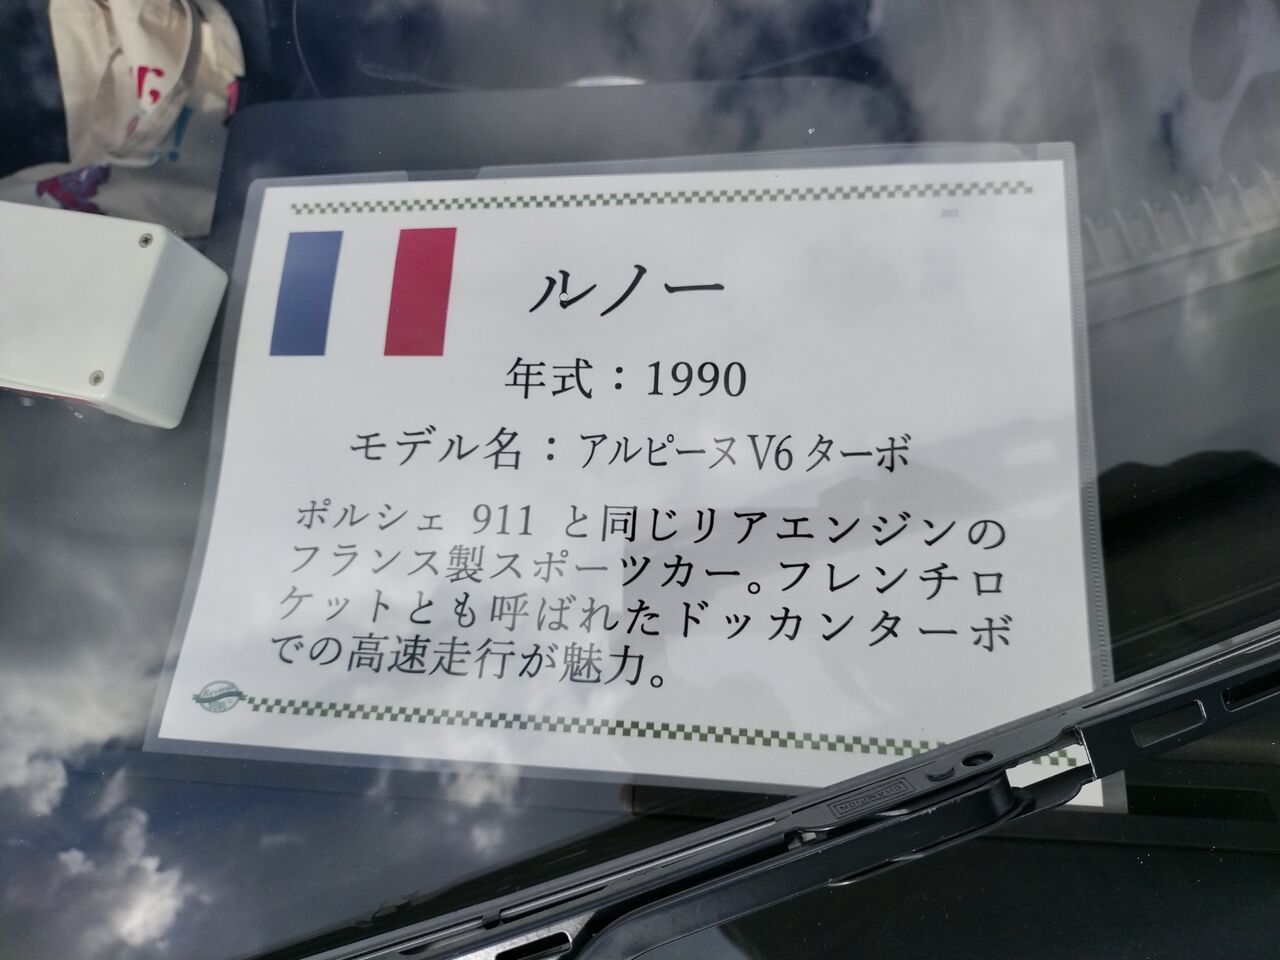 103
ルノー
年式：1990
モデル名：アルピーヌV6ターボ
ポルシェ 911 と同じリアエンジンの
フランス製スポーツカー。フレンチロ
ケットとも呼ばれたドッカンターボ
での高速走行が魅力。
CHAMPION